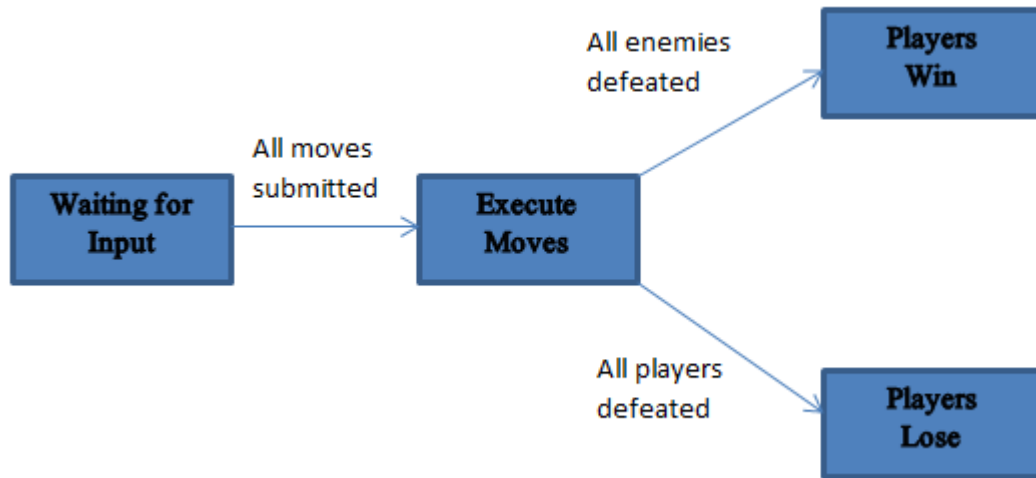 Waiting for
Input
All moves
submitted
Execute
Moves
All enemies
defeated
Players
Win
All players
defeated
Players
Lose